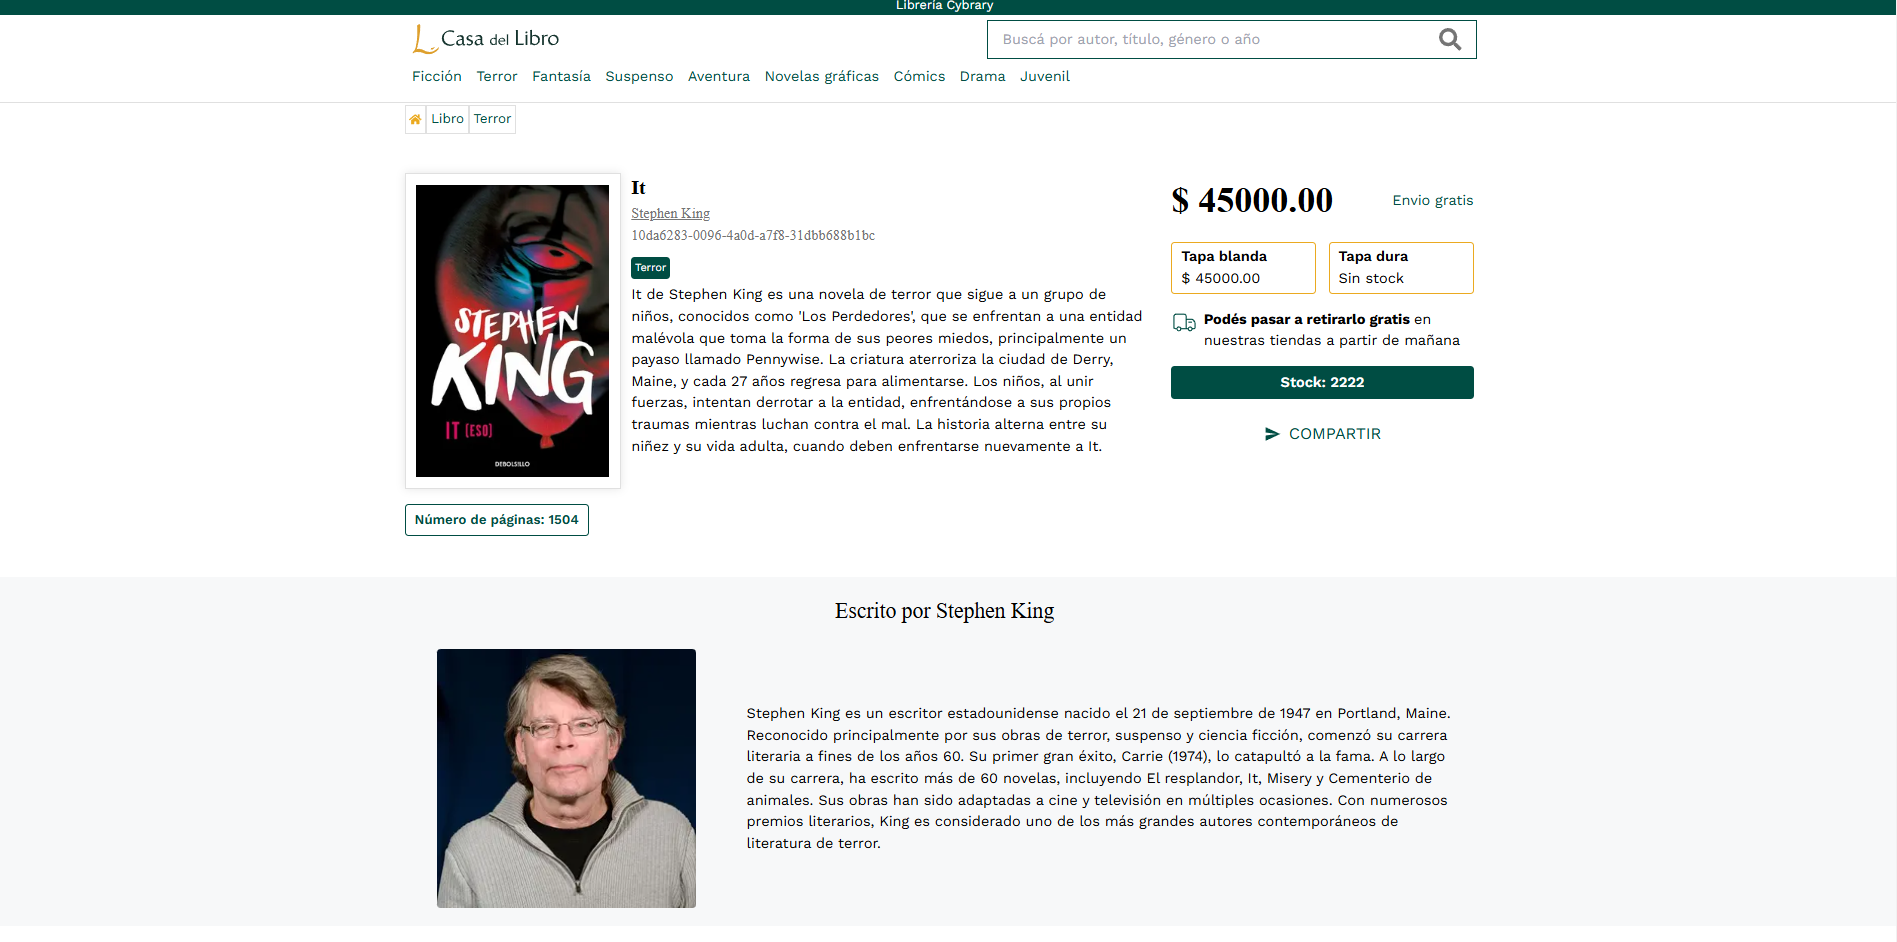 Librería Cybrary
Casa del Libro
Buscá por autor, título, género o año
Ficción Terror Fantasía Suspenso Aventura Novelas gráficas Cómics Drama Juvenil
Libro Terror
STEPHEN
KING
IT (ESO)
DEBOLSILLO
Número de páginas: 1504
It
Stephen King
10da6283-0096-4a0d-a7f8-31dbb688b1bc
Terror
It de Stephen King es una novela de terror que sigue a un grupo de
niños, conocidos como 'Los Perdedores', que se enfrentan a una entidad
malévola que toma la forma de sus peores miedos, principalmente un
payaso llamado Pennywise. La criatura aterroriza la ciudad de Derry,
Maine, y cada 27 años regresa para alimentarse. Los niños, al unir
fuerzas, intentan derrotar a la entidad, enfrentándose a sus propios
traumas mientras luchan contra el mal. La historia alterna entre su
niñez y su vida adulta, cuando deben enfrentarse nuevamente a It.
$ 45000.00
Envio gratis
Tapa blanda
$ 45000.00
Tapa dura
Sin stock
Podés pasar a retirarlo gratis en
nuestras tiendas a partir de mañana
Stock: 2222
COMPARTIR
Escrito por Stephen King
Stephen King es un escritor estadounidense nacido el 21 de septiembre de 1947 en Portland, Maine.
Reconocido principalmente por sus obras de terror, suspenso y ciencia ficción, comenzó su carrera
literaria a fines de los años 60. Su primer gran éxito, Carrie (1974), lo catapultó a la fama. A lo largo
de su carrera, ha escrito más de 60 novelas, incluyendo El resplandor, It, Misery y Cementerio de
animales. Sus obras han sido adaptadas a cine y televisión en múltiples ocasiones. Con numerosos
premios literarios, King es considerado uno de los más grandes autores contemporáneos de
literatura de terror.